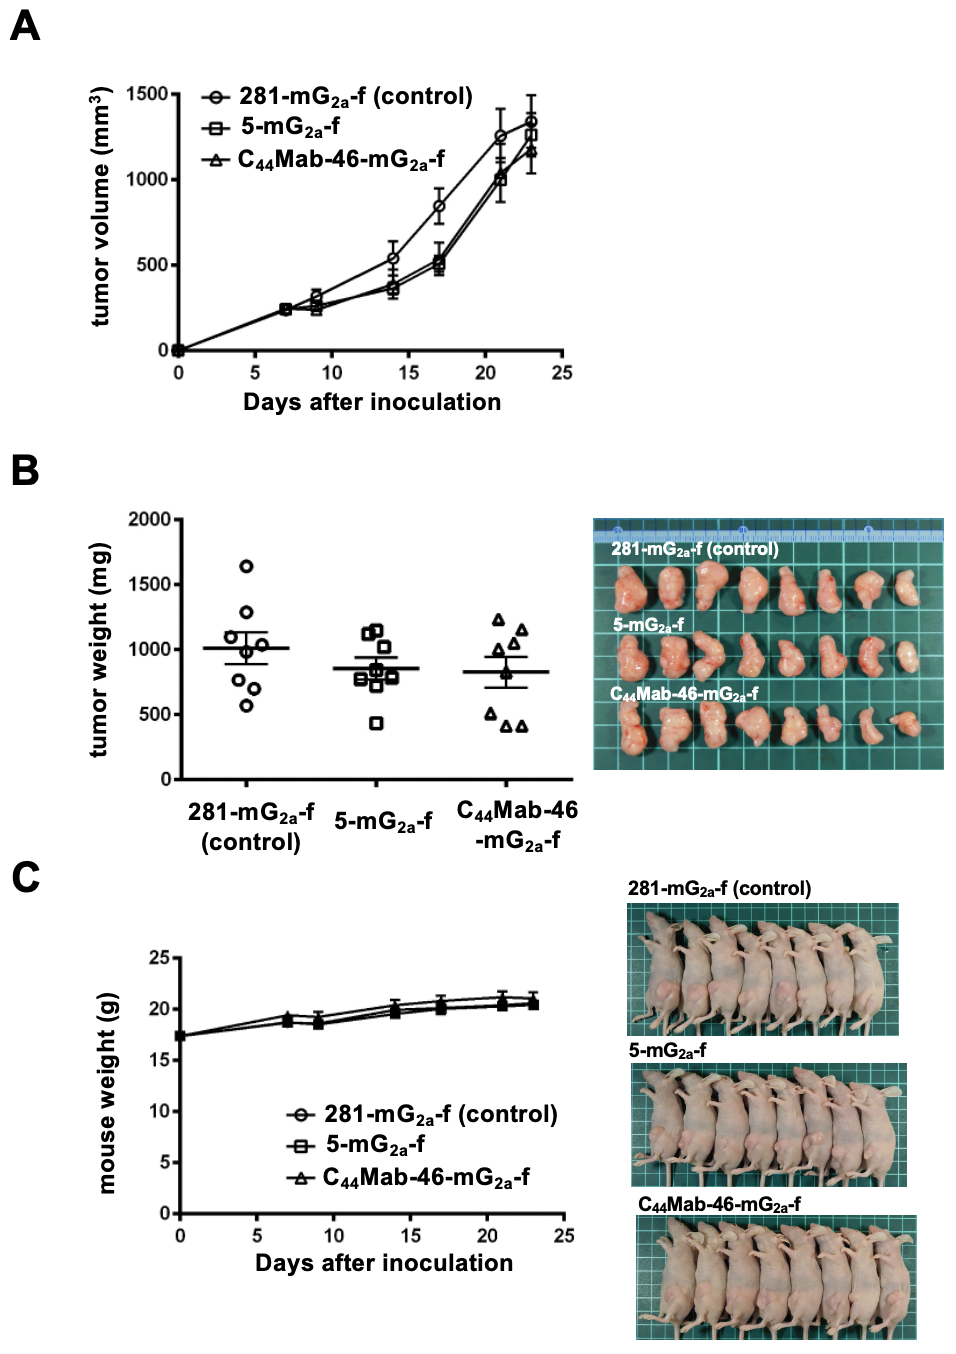 A
tumor volume (mm³)
1500
1000
500
0
281-mG₂ₐ-f (control)
5-mG₂ₐ-f
C₄₄Mab-46-mG₂ₐ-f
0 5 10 15 20 25
Days after inoculation
B
tumor weight (mg)
2000
1500
1000
500
0
281-mG₂ₐ-f
(control)
5-mG₂ₐ-f
C₄₄Mab-46
-mG₂ₐ-f
281-mG₂ₐ-f (control)
5-mG₂ₐ-f
C₄₄Mab-46-mG₂ₐ-f
C
mouse weight (g)
25
20
15
10
5
0
281-mG₂ₐ-f (control)
5-mG₂ₐ-f
C₄₄Mab-46-mG₂ₐ-f
0 5 10 15 20 25
Days after inoculation
281-mG₂ₐ-f (control)
5-mG₂ₐ-f
C₄₄Mab-46-mG₂ₐ-f